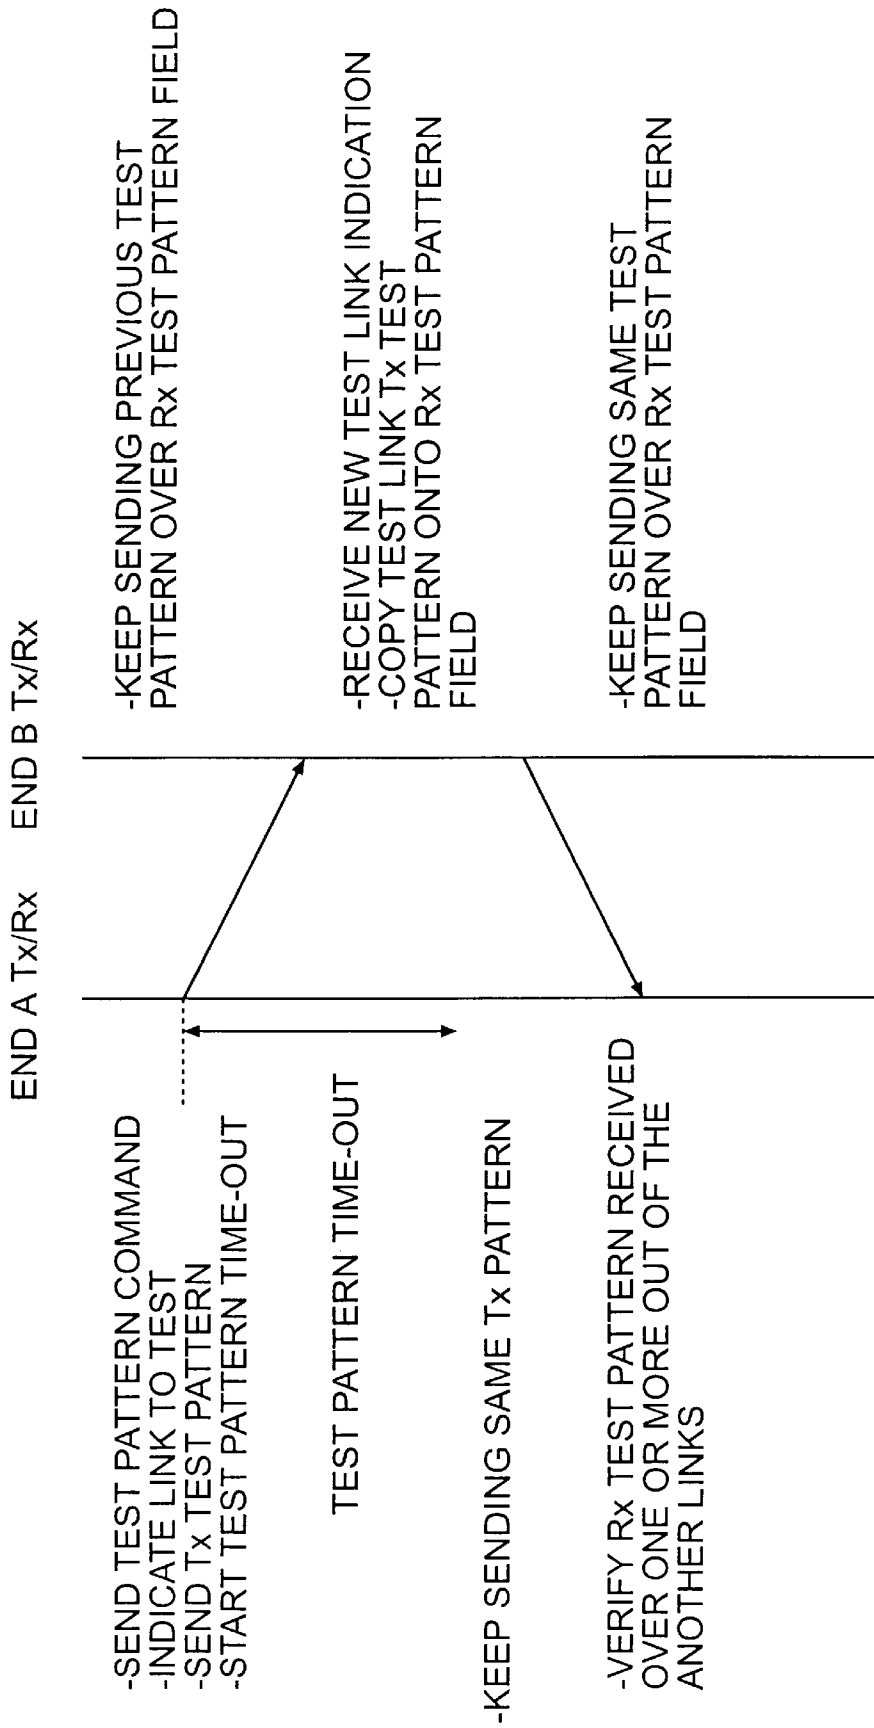 END A Tx/Rx
END B Tx/Rx
-SEND TEST PATTERN COMMAND
-INDICATE LINK TO TEST
-SEND Tx TEST PATTERN
-START TEST PATTERN TIME-OUT
TEST PATTERN TIME-OUT
-KEEP SENDING SAME Tx PATTERN
-VERIFY Rx TEST PATTERN RECEIVED
OVER ONE OR MORE OUT OF THE
ANOTHER LINKS
-KEEP SENDING PREVIOUS TEST
PATTERN OVER Rx TEST PATTERN FIELD
-RECEIVE NEW TEST LINK INDICATION
-COPY TEST LINK Tx TEST
PATTERN ONTO Rx TEST PATTERN
FIELD
-KEEP SENDING SAME TEST
PATTERN OVER Rx TEST PATTERN
FIELD